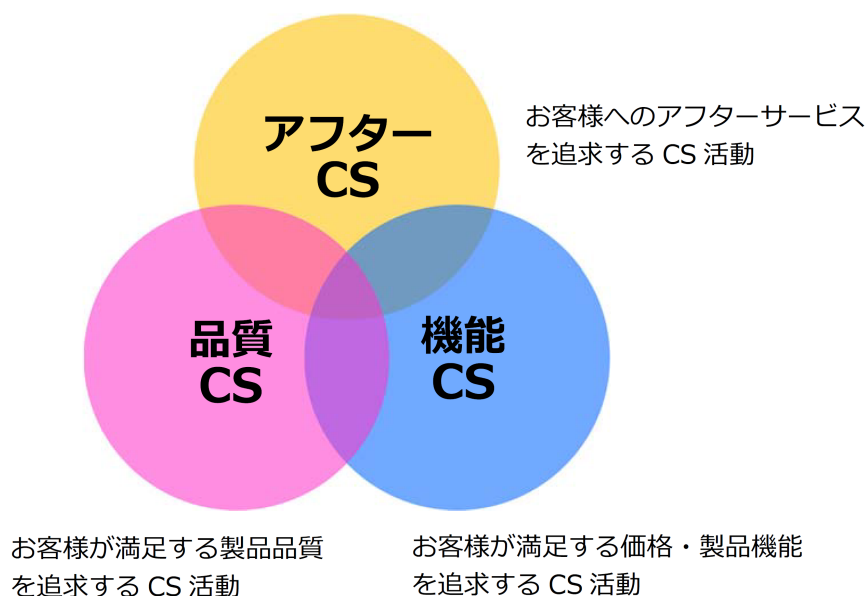 アフター
CS
お客様へのアフターサービス
を追求する CS 活動
品質
CS
機能
CS
お客様が満足する製品品質
を追求する CS 活動
お客様が満足する価格・製品機能
を追求する CS 活動